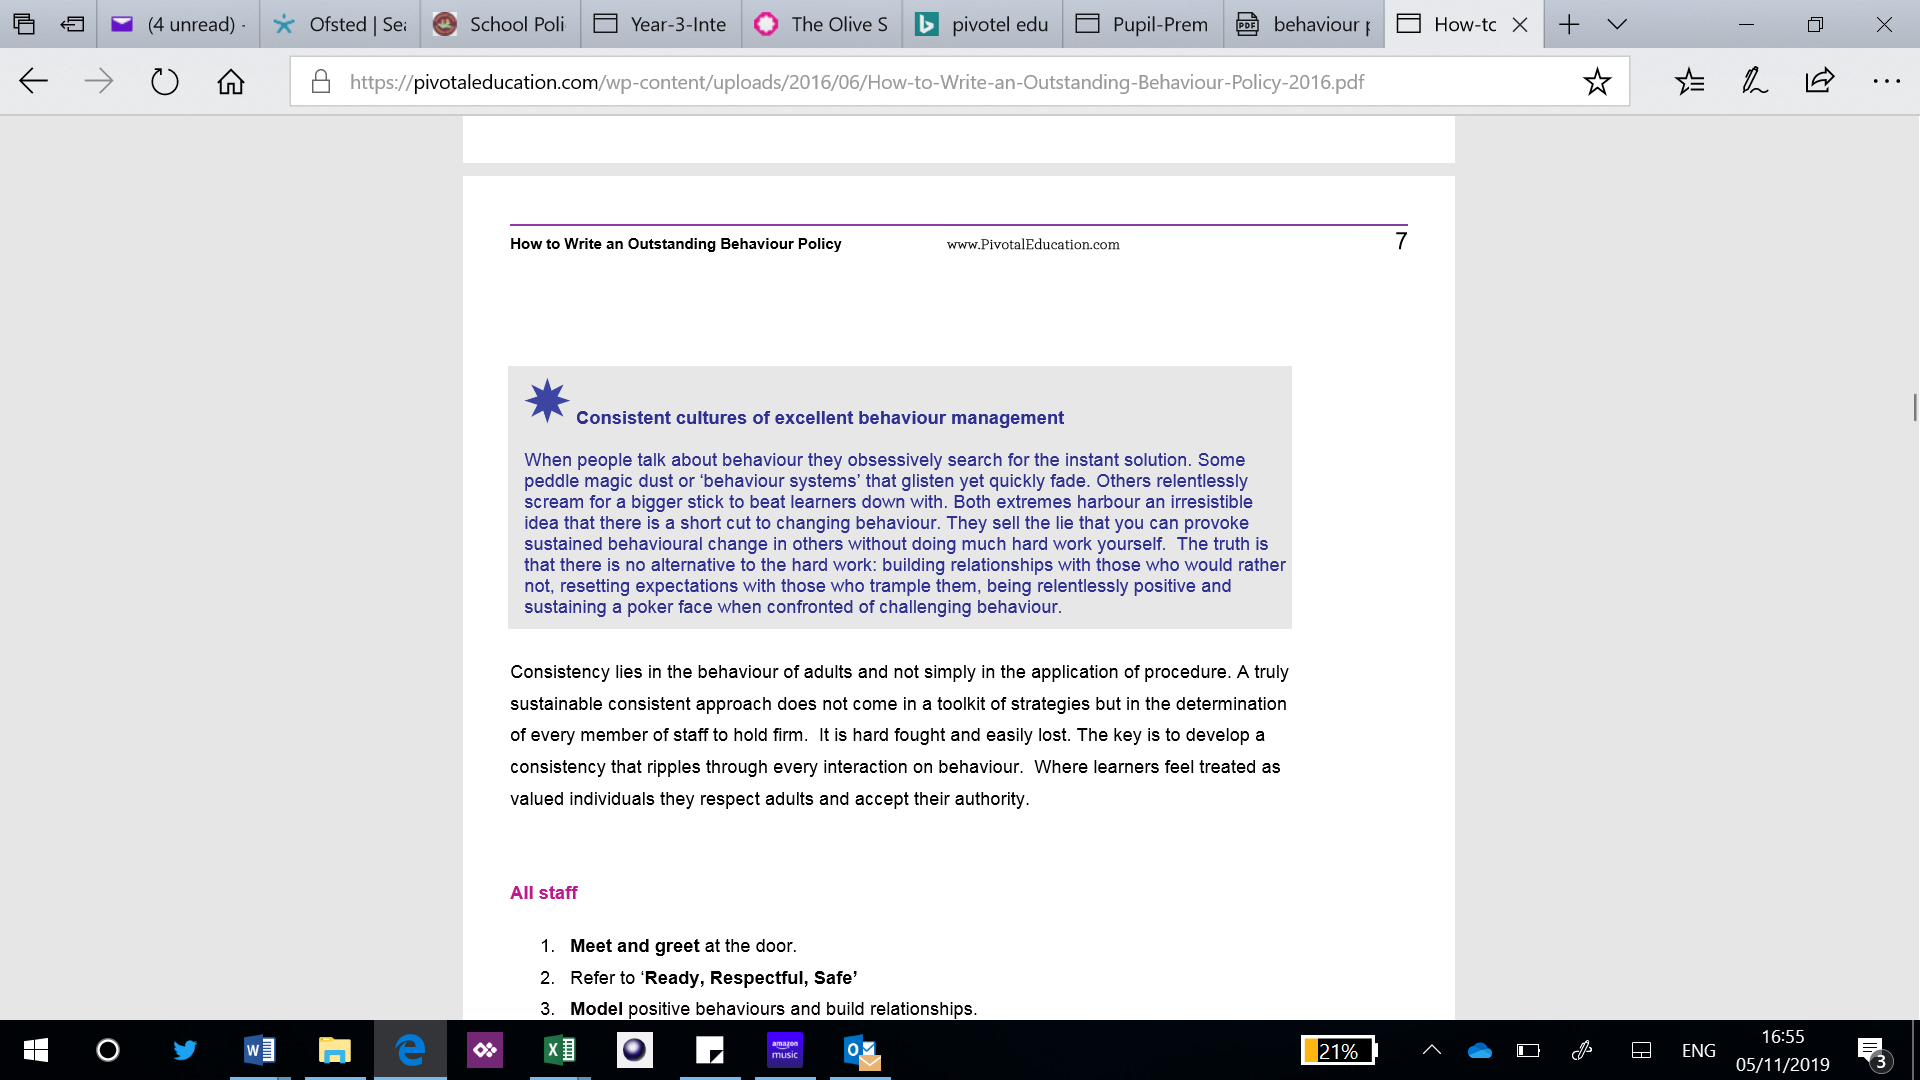 (4 unread) -
Ofsted | Sea
School Poli
Year-3-Inte
The Olive S
pivotel edu
Pupil-Prem
behaviour p
How-to
https://pivotaleducation.com/wp-content/uploads/2016/06/How-to-Write-an-Outstanding-Behaviour-Policy-2016.pdf
How to Write an Outstanding Behaviour Policy www.PivotalEducation.com 7
Consistent cultures of excellent behaviour management
When people talk about behaviour they obsessively search for the instant solution. Some
peddle magic dust or ‘behaviour systems’ that glisten yet quickly fade. Others relentlessly
scream for a bigger stick to beat learners down with. Both extremes harbour an irresistible
idea that there is a short cut to changing behaviour. They sell the lie that you can provoke
sustained behavioural change in others without doing much hard work yourself. The truth is
that there is no alternative to the hard work: building relationships with those who would rather
not, resetting expectations with those who trample them, being relentlessly positive and
sustaining a poker face when confronted of challenging behaviour.
Consistency lies in the behaviour of adults and not simply in the application of procedure. A truly
sustainable consistent approach does not come in a toolkit of strategies but in the determination
of every member of staff to hold firm. It is hard fought and easily lost. The key is to develop a
consistency that ripples through every interaction on behaviour. Where learners feel treated as
valued individuals they respect adults and accept their authority.
All staff
1. Meet and greet at the door.
2. Refer to ‘Ready, Respectful, Safe’
3. Model positive behaviours and build relationships.
amazon
music
21%
ENG
16:55
05/11/2019
3